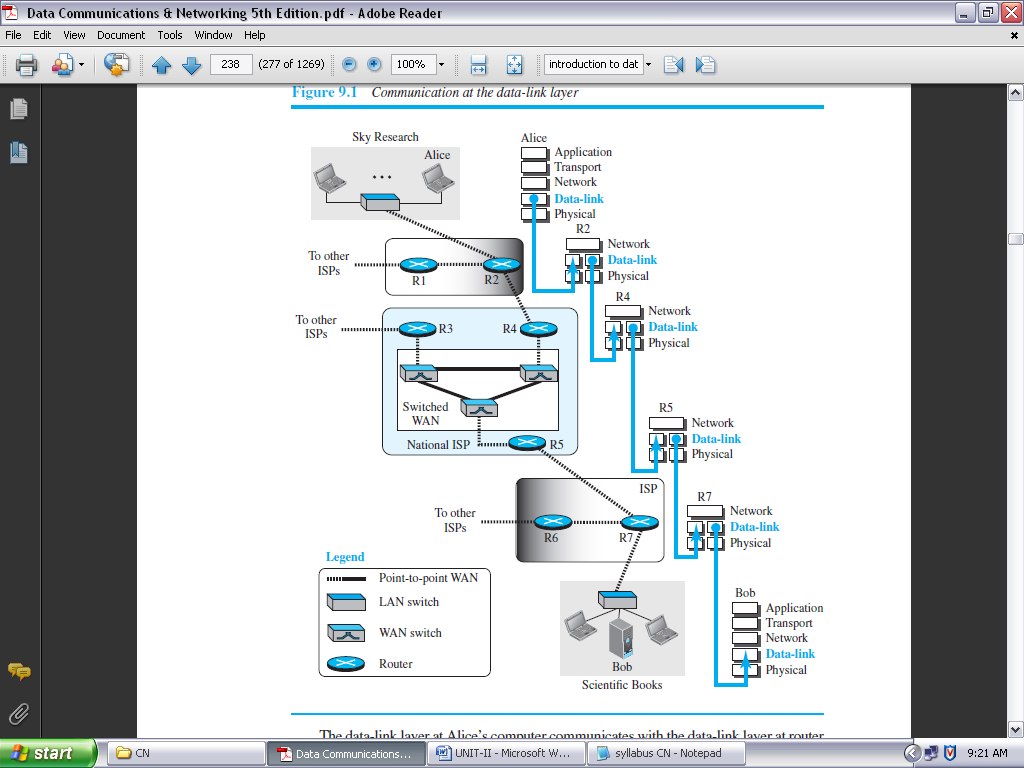 Data Communications & Networking 5th Edition.pdf - Adobe Reader
File Edit View Document Tools Window Help
238 (277 of 1269) 100% introduction to dat
Figure 9.1 Communication at the data-link layer
Sky Research
Alice
Alice
Application
Transport
Network
Data-link
Physical
R2
Network
Data-link
Physical
To other
ISPs
R1
R2
R4
Network
Data-link
Physical
To other
ISPs
R3
R4
Switched
WAN
National ISP
R5
R5
Network
Data-link
Physical
ISP
To other
ISPs
R6
R7
R7
Network
Data-link
Physical
Legend
Point-to-point WAN
LAN switch
WAN switch
Router
Bob
Scientific Books
Bob
Application
Transport
Network
Data-link
Physical
The data-link layer at Alice's computer communicates with the data-link layer at router
start CN Data Communications... UNIT-II - Microsoft W... syllabus CN - Notepad 9:21 AM